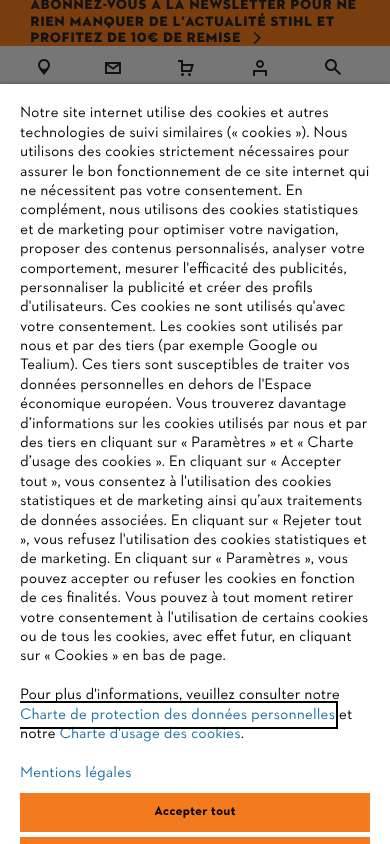 ABONNEZ-VOUS À LA NEWSLETTER POUR NE
RIEN MANQUER DE L'ACTUALITÉ STIHL ET
PROFITEZ DE 10€ DE REMISE
Notre site internet utilise des cookies et autres
technologies de suivi similaires (« cookies »). Nous
utilisons des cookies strictement nécessaires pour
assurer le bon fonctionnement de ce site internet qui
ne nécessitent pas votre consentement. En
complément, nous utilisons des cookies statistiques
et de marketing pour optimiser votre navigation,
proposer des contenus personnalisés, analyser votre
comportement, mesurer l'efficacité des publicités,
personnaliser la publicité et créer des profils
d'utilisateurs. Ces cookies ne sont utilisés qu'avec
votre consentement. Les cookies sont utilisés par
nous et par des tiers (par exemple Google ou
Tealium). Ces tiers sont susceptibles de traiter vos
données personnelles en dehors de l'Espace
économique européen. Vous trouverez davantage
d'informations sur les cookies utilisés par nous et par
des tiers en cliquant sur « Paramètres » et « Charte
d'usage des cookies ». En cliquant sur « Accepter
tout », vous consentez à l'utilisation des cookies
statistiques et de marketing ainsi qu'aux traitements
de données associées. En cliquant sur « Rejeter tout
», vous refusez l'utilisation des cookies statistiques et
de marketing. En cliquant sur « Paramètres », vous
pouvez accepter ou refuser les cookies en fonction
de ces finalités. Vous pouvez à tout moment retirer
votre consentement à l'utilisation de certains cookies
ou de tous les cookies, avec effet futur, en cliquant
sur « Cookies » en bas de page.
Pour plus d'informations, veuillez consulter notre
Charte de protection des données personnelles et
notre Charte d'usage des cookies.
Mentions légales
Accepter tout